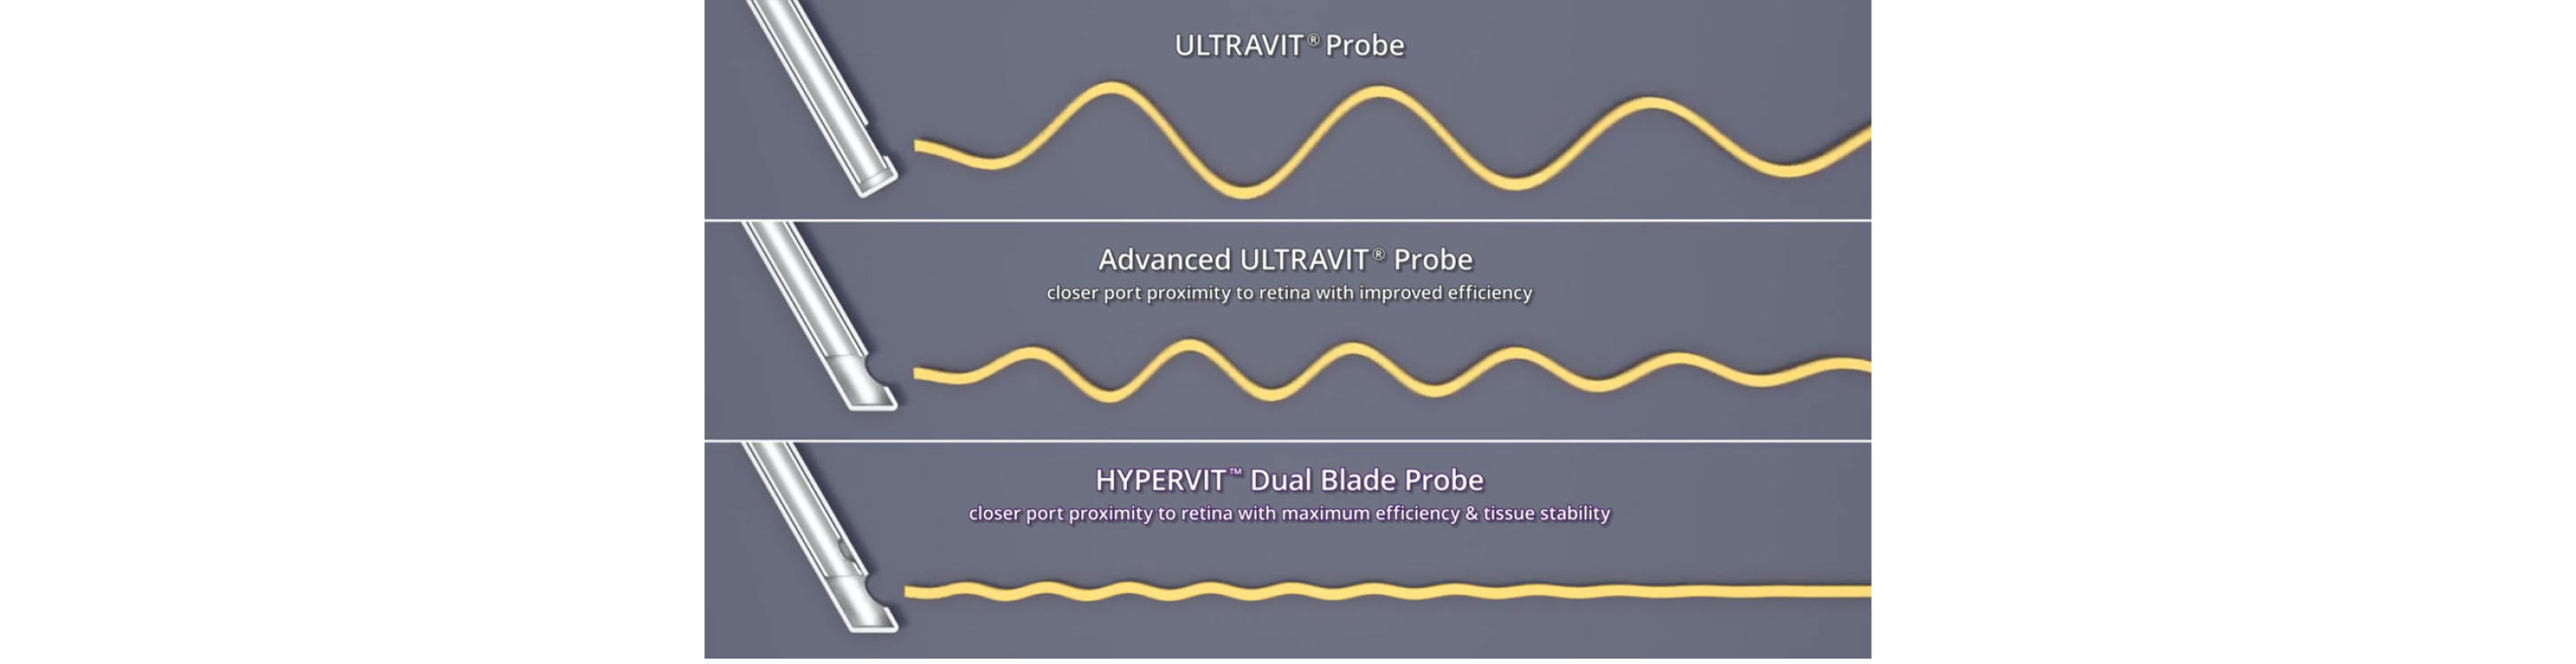 ULTRAVIT® Probe
Advanced ULTRAVIT® Probe
closer port proximity to retina with improved efficiency
HYPERVIT™ Dual Blade Probe
closer port proximity to retina with maximum efficiency & tissue stability